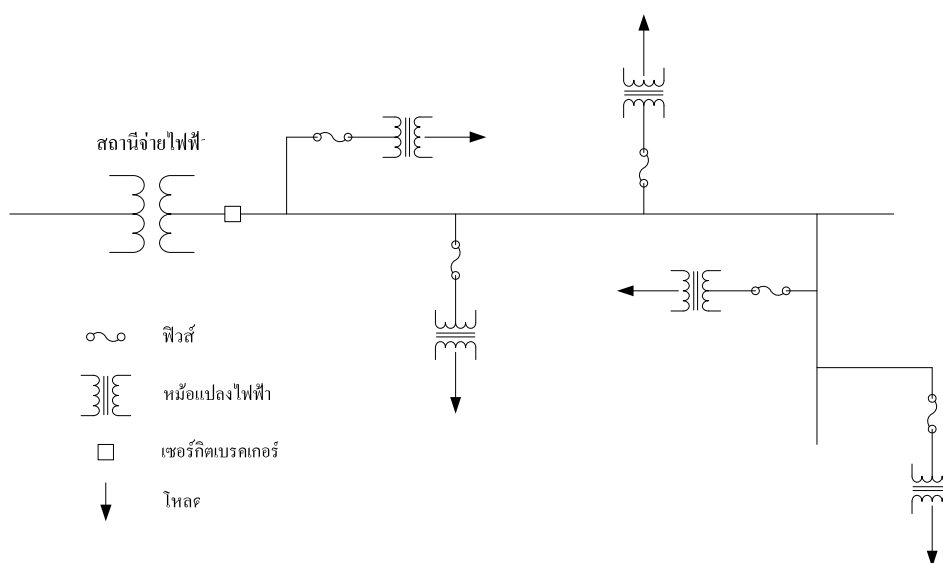 สถานีจ่ายไฟฟ้
ฟิวส์
หม้อแปลงไฟฟ้า
เซอร์กิตเบรคเกอร์
โหลด